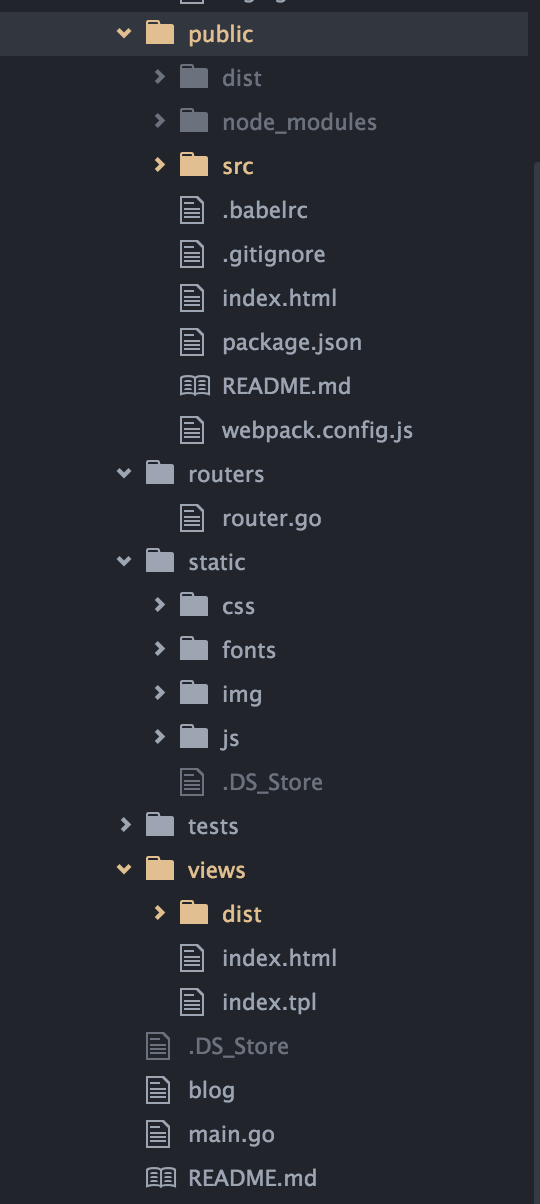 public
dist
node_modules
src
.babelrc
.gitignore
index.html
package.json
README.md
webpack.config.js
routers
router.go
static
css
fonts
img
js
.DS_Store
tests
views
dist
index.html
index.tpl
.DS_Store
blog
main.go
README.md